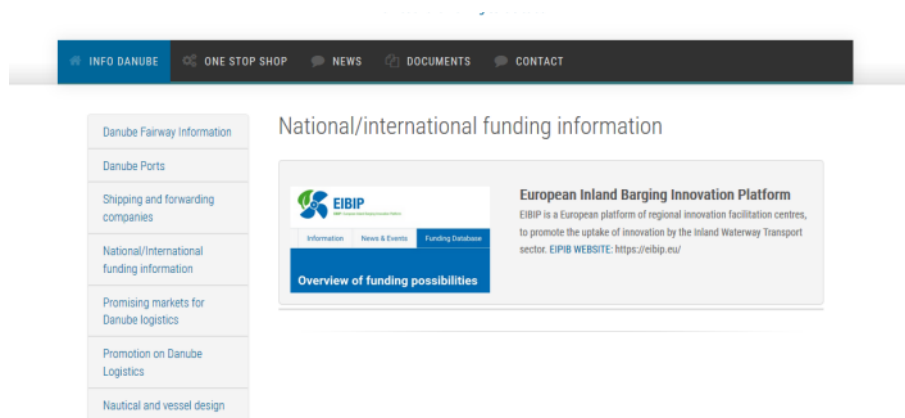 INFO DANUBE
ONE STOP SHOP
NEWS
DOCUMENTS
CONTACT
Danube Fairway Information
Danube Ports
Shipping and forwarding
companies
National/International
funding information
Promising markets for
Danube logistics
Promotion on Danube
Logistics
Nautical and vessel design
National/international funding information
EIBIP
Information
News & Events
Funding Database
Overview of funding possibilities
European Inland Barging Innovation Platform
EIBIP is a European platform of regional innovation facilitation centres,
to promote the uptake of innovation by the Inland Waterway Transport
sector. EIPIB WEBSITE: https://eibip.eu/